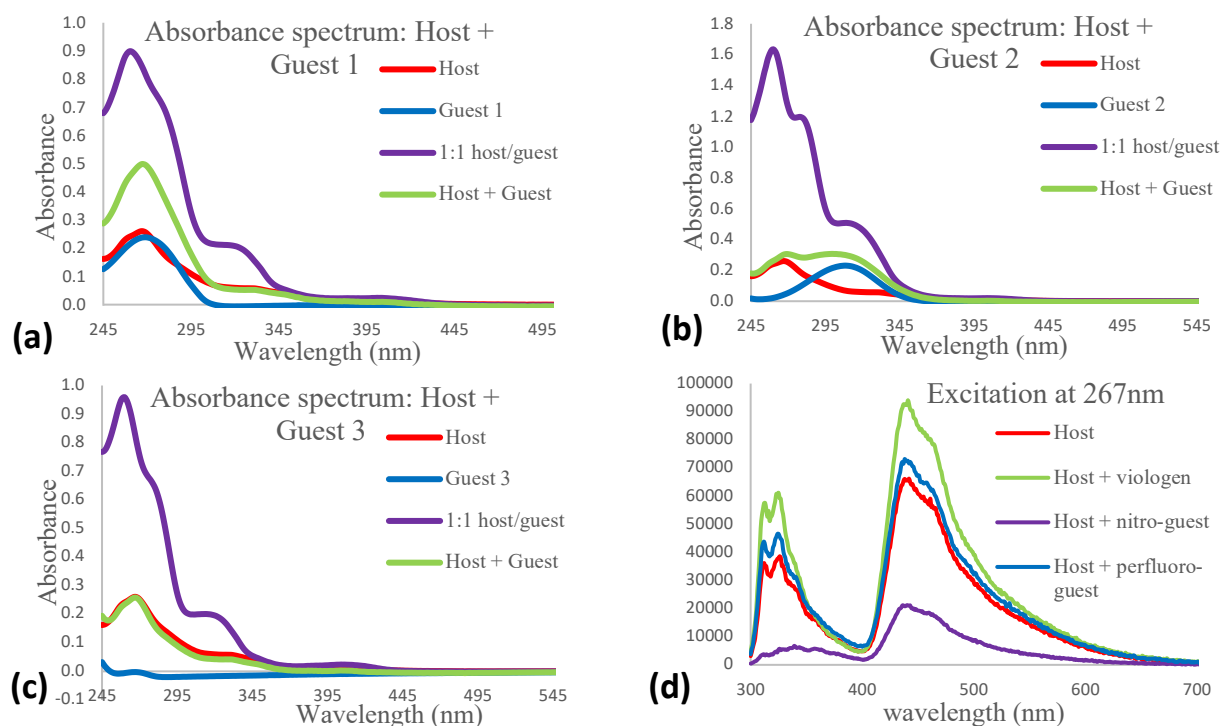 Absorbance spectrum: Host +
Guest 1
Host
Guest 1
1:1 host/guest
Host + Guest
Absorbance
1.0
0.9
0.8
0.7
0.6
0.5
0.4
0.3
0.2
0.1
0.0
245 295 345 395 445 495
Wavelength (nm)
(a)
Absorbance spectrum: Host +
Guest 2
Host
Guest 2
1:1 host/guest
Host + Guest
Absorbance
1.8
1.6
1.4
1.2
1.0
0.8
0.6
0.4
0.2
0.0
245 295 345 395 445 495 545
Wavelength (nm)
(b)
Absorbance spectrum: Host +
Guest 3
Host
Guest 3
1:1 host/guest
Host + Guest
Absorbance
1.0
0.9
0.8
0.7
0.6
0.5
0.4
0.3
0.2
0.1
0.0
-0.1
245 295 345 395 445 495 545
Wavelength (nm)
(c)
Excitation at 267nm
Host
Host + viologen
Host + nitro-guest
Host + perfluoro-
guest
100000
90000
80000
70000
60000
50000
40000
30000
20000
10000
0
300 400 500 600 700
wavelength (nm)
(d)